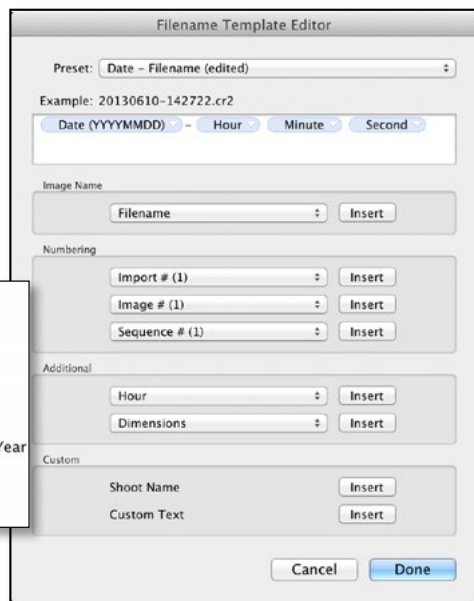 Filename Template Editor
Preset: Date – Filename (edited)
Example: 20130610-142722.cr2
Date (YYYYMMDD) – Hour Minute Second
Image Name
Filename Insert
Numbering
Import # (1) Insert
Image # (1) Insert
Sequence # (1) Insert
Additional
Hour Insert
Dimensions Insert
Year
Custom
Shoot Name Insert
Custom Text Insert
Cancel Done